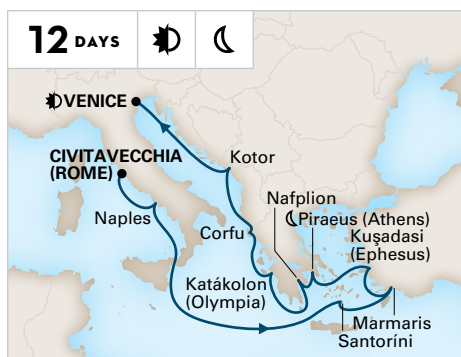 12 DAYS
VENICE
CIVITAVECCHIA
(ROME)
Kotor
Naples
Nafplion
Piraeus (Athens)
Corfu
Kuşadasi
(Ephesus)
Katákolon
(Olympia)
Marmaris
Santoríni